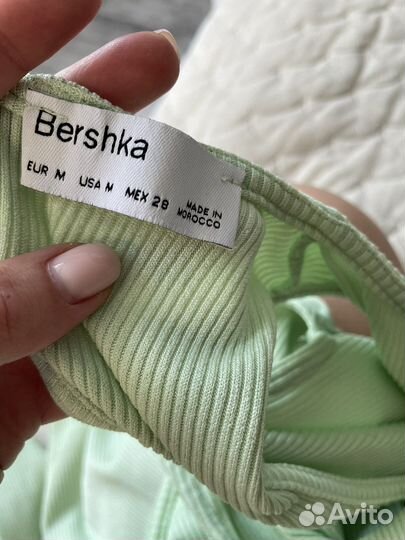 Bershka
EUR M USA M MEX 28 MADE IN
MOROCCO
Avito